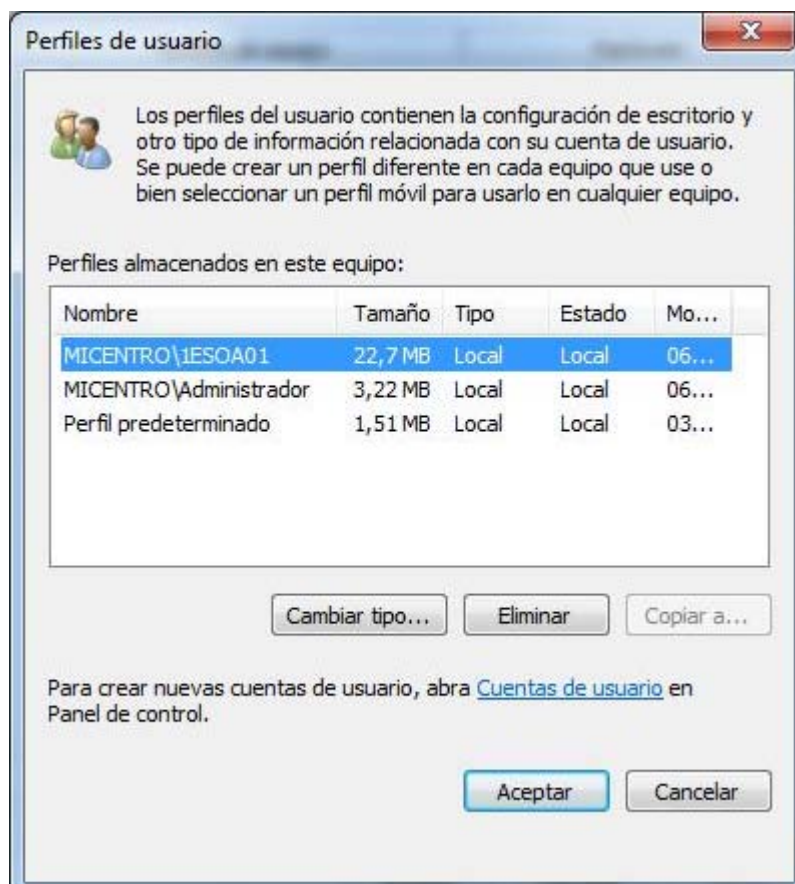 Perfiles de usuario
Los perfiles del usuario contienen la configuración de escritorio y
otro tipo de información relacionada con su cuenta de usuario.
Se puede crear un perfil diferente en cada equipo que use o
bien seleccionar un perfil móvil para usarlo en cualquier equipo.
Perfiles almacenados en este equipo:
Nombre Tamaño Tipo Estado Mo...
MICENTRO\1ESOA01 22,7 MB Local Local 06...
MICENTRO\Administrador 3,22 MB Local Local 06...
Perfil predeterminado 1,51 MB Local Local 03...
Cambiar tipo... Eliminar Copiar a...
Para crear nuevas cuentas de usuario, abra Cuentas de usuario en
Panel de control.
Aceptar Cancelar